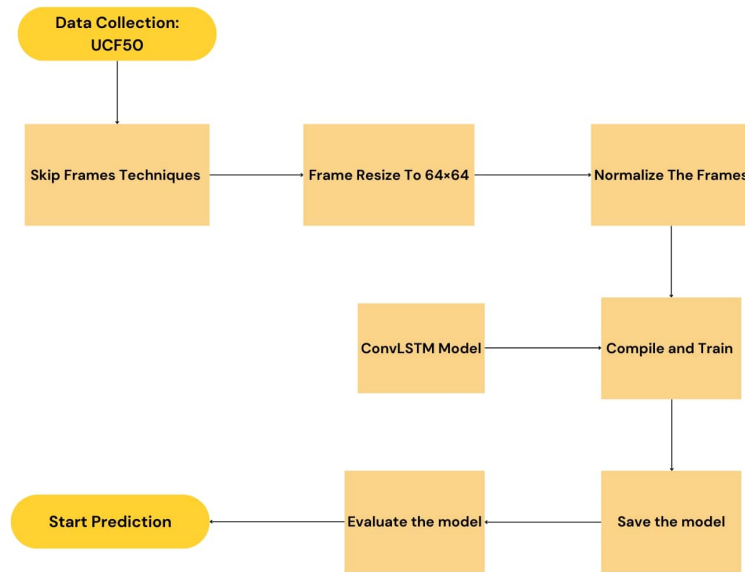 Data Collection:
UCF50
Skip Frames Techniques
Frame Resize To 64×64
Normalize The Frames
ConvLSTM Model
Compile and Train
Start Prediction
Evaluate the model
Save the model